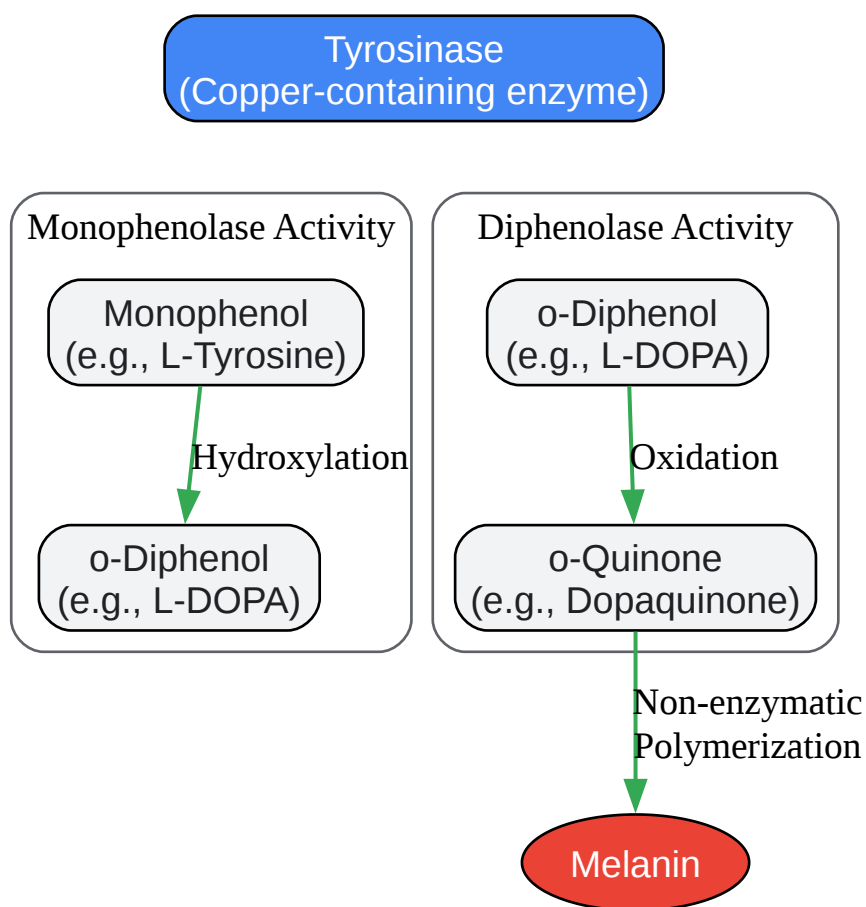 Tyrosinase
(Copper-containing enzyme)
Monophenolase Activity
Monophenol
(e.g., L-Tyrosine)
Hydroxylation
o-Diphenol
(e.g., L-DOPA)
Diphenolase Activity
o-Diphenol
(e.g., L-DOPA)
Oxidation
o-Quinone
(e.g., Dopaquinone)
Non-enzymatic
Polymerization
Melanin